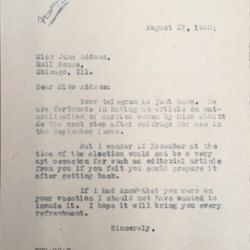 August 27, 1920;
Miss Jane Addams,
Hull House,
Chicago, Ill.
Dear Miss Addams:
Your telegram is just here. We
are fortunate in having an article on nat-
uralization of married women by Miss Abbott
as the next step after suffrage for use in
the September issue.
But I wonder if November at the
time of the election would not be a very
apt occasion for such an editorial article
from you if you felt you could prepare it
after getting back.
If I had known that you were on
your vacation I should not have wanted to
invade it. I hope it will bring you every
refreshment.
Sincerely,